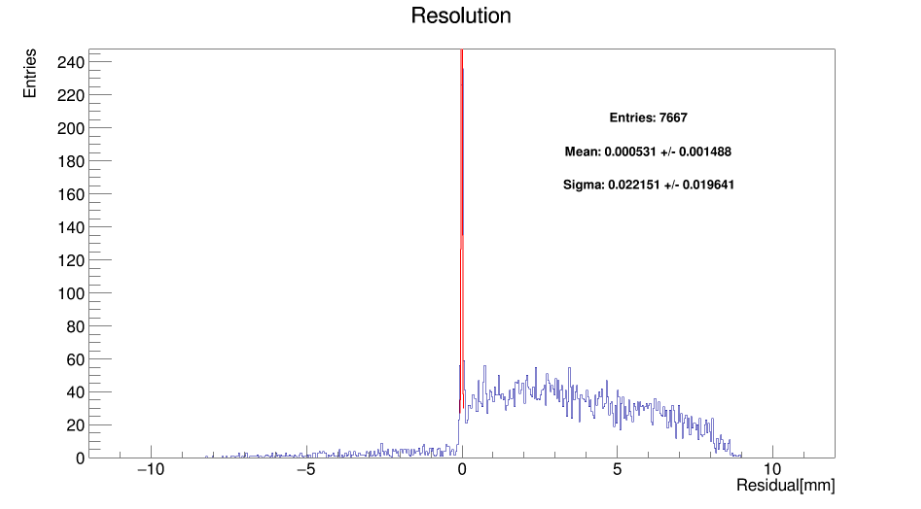 Resolution
Entries
240
220
200
180
160
140
120
100
80
60
40
20
0
Entries: 7667
Mean: 0.000531 +/- 0.001488
Sigma: 0.022151 +/- 0.019641
−10 −5 0 5 10
Residual[mm]